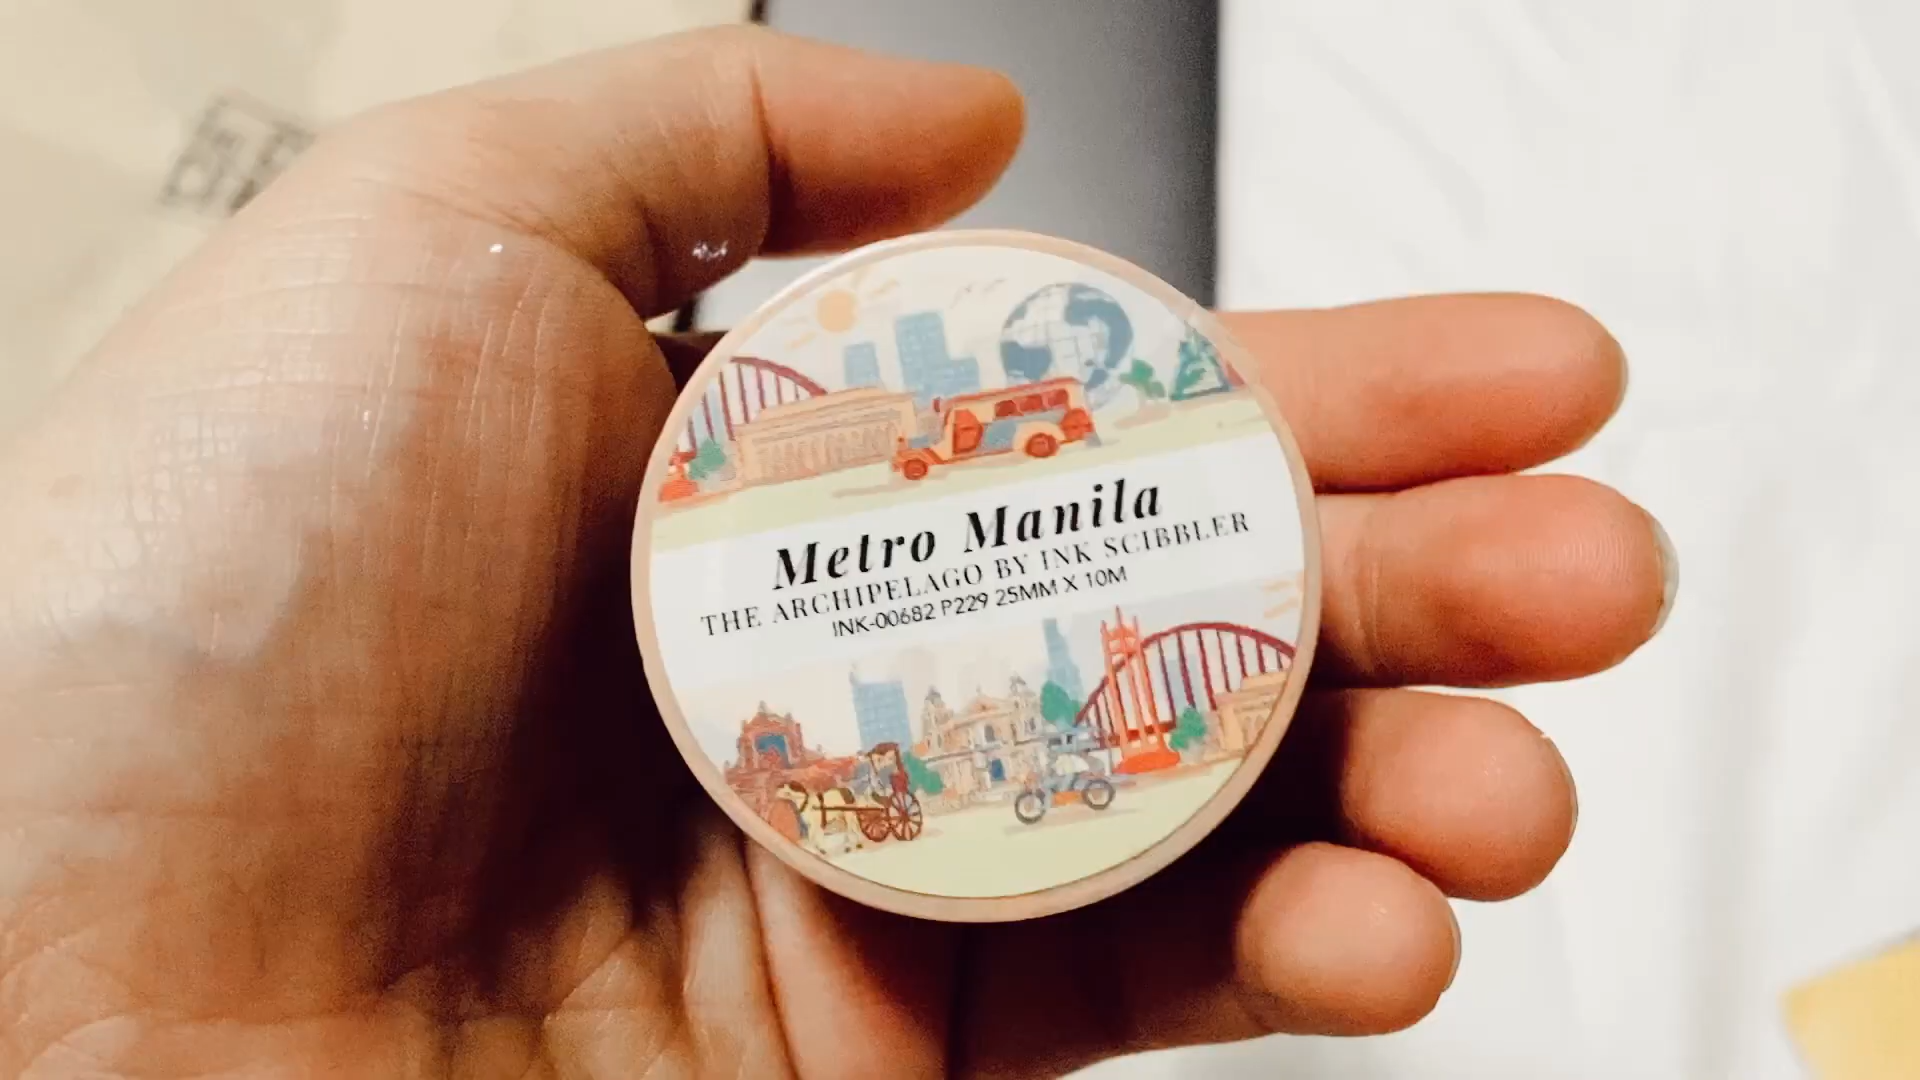 Metro Manila
THE ARCHIPELAGO BY INK SCIBBLER
INK-00682 P229 25MM X 10M